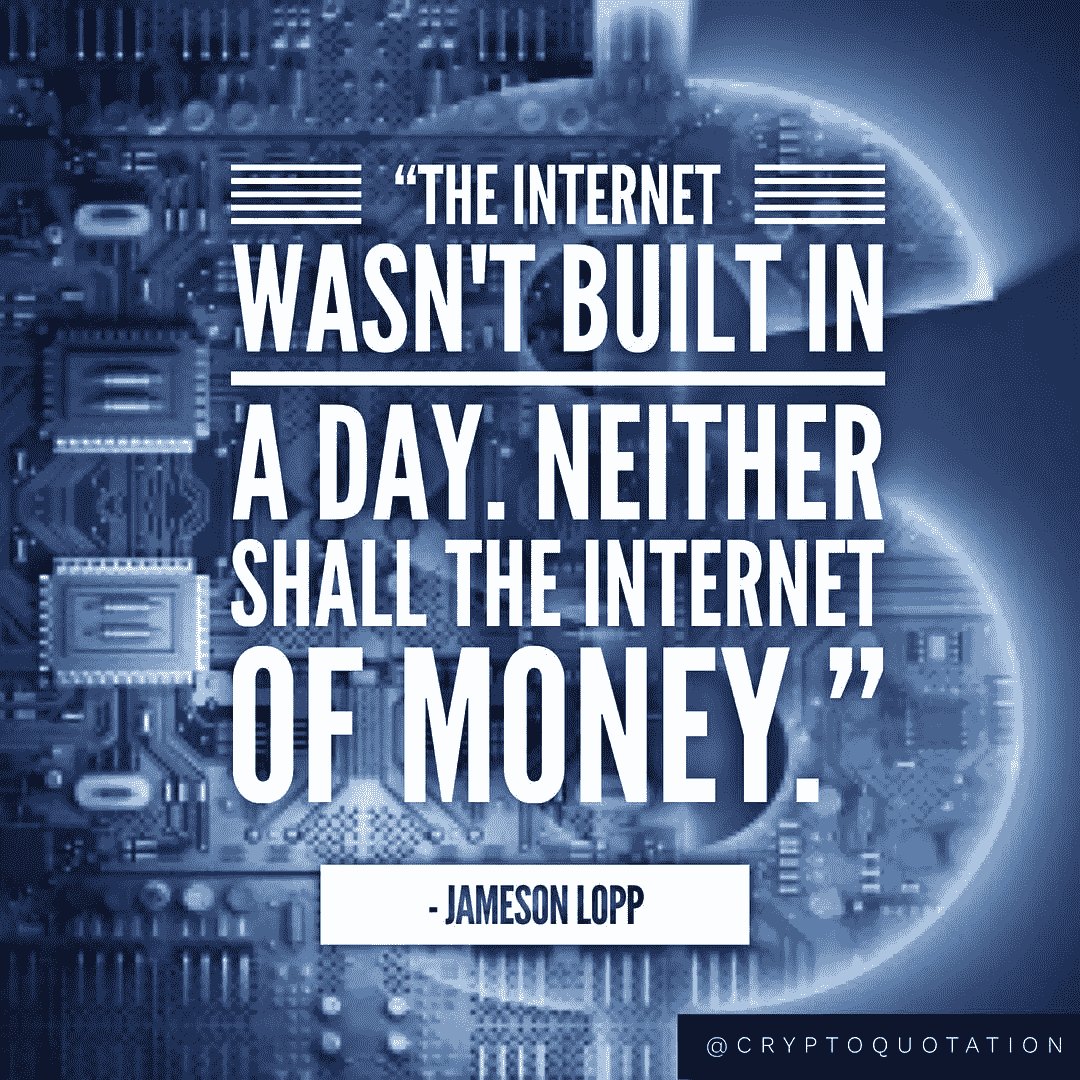 “THE INTERNET
WASN'T BUILT IN
A DAY. NEITHER
SHALL THE INTERNET
OF MONEY.”
- JAMESON LOPP
@CRYPTOQUOTATION